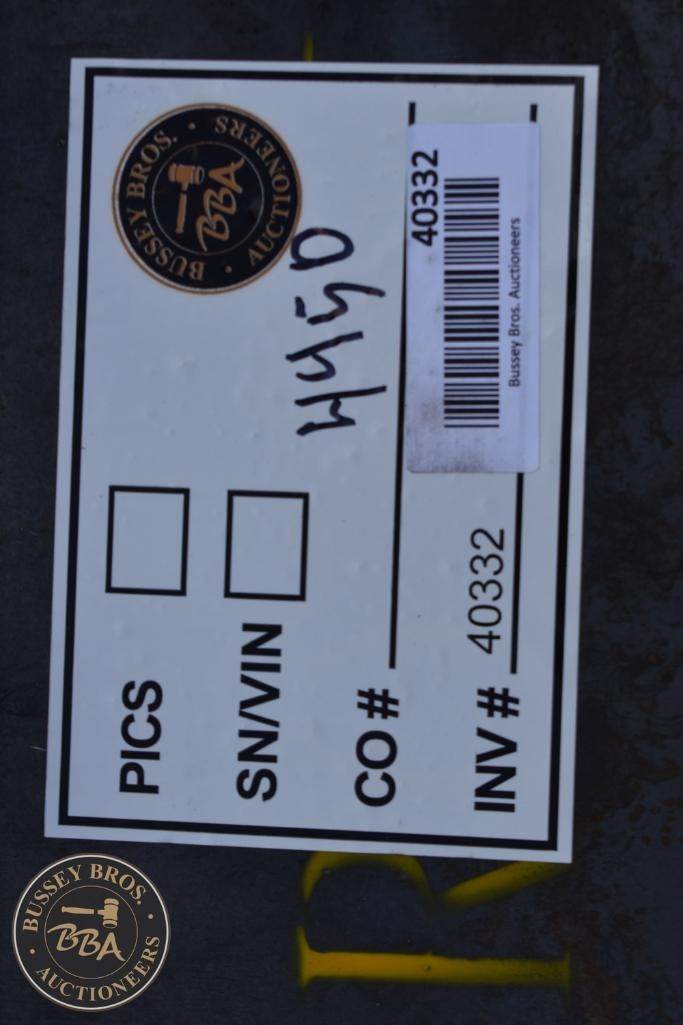 BUSSEY BROS. • AUCTIONEERS •
BBA
PICS
SN/VIN
CO # 4450
INV # 40332
40332
Bussey Bros. Auctioneers
R
BUSSEY BROS. • AUCTIONEERS •
BBA